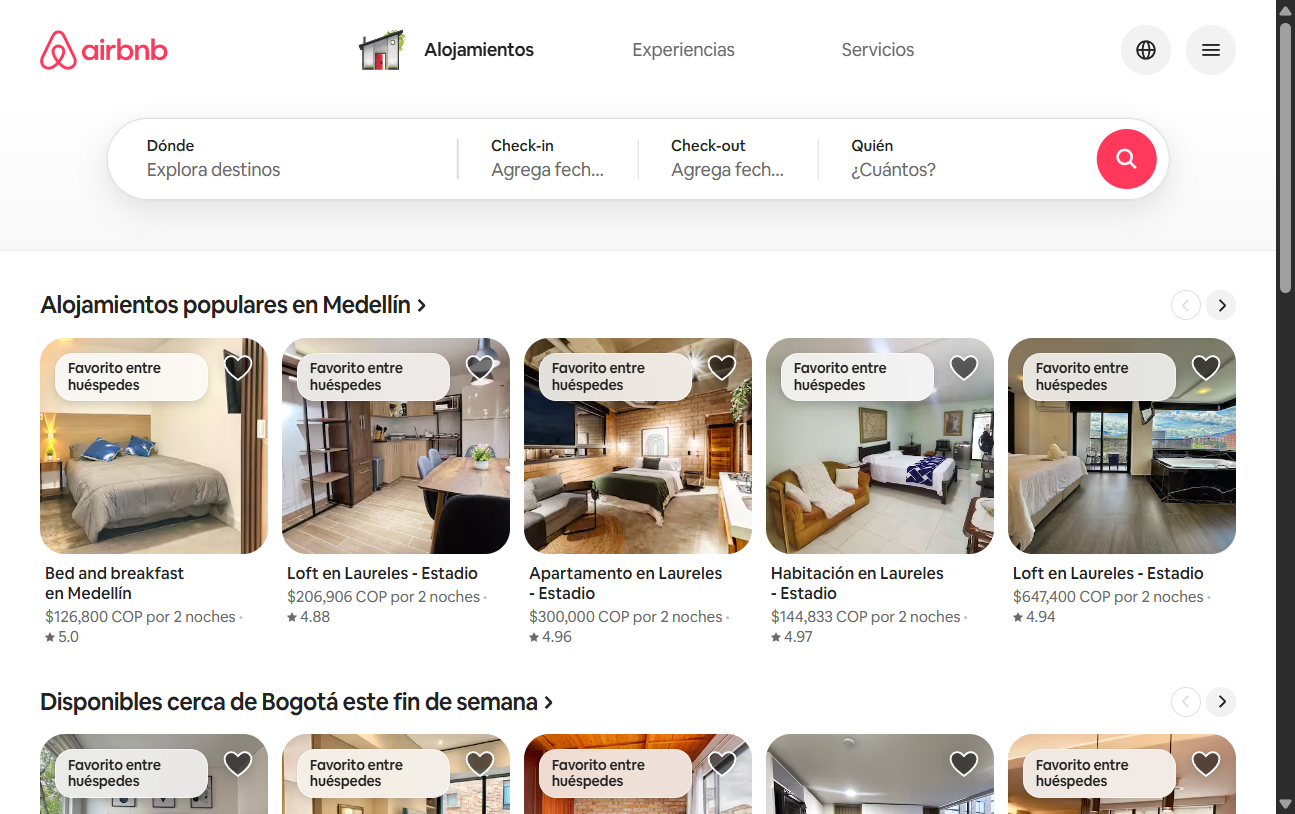 airbnb
Alojamientos
Experiencias
Servicios
Dónde
Explora destinos
Check-in
Agrega fech...
Check-out
Agrega fech...
Quién
¿Cuántos?
Alojamientos populares en Medellín
Favorito entre
huéspedes
Favorito entre
huéspedes
Favorito entre
huéspedes
Favorito entre
huéspedes
Favorito entre
huéspedes
Bed and breakfast
en Medellín
$126,800 COP por 2 noches ·
★ 5.0
Loft en Laureles - Estadio
$206,906 COP por 2 noches ·
★ 4.88
Apartamento en Laureles
- Estadio
$300,000 COP por 2 noches ·
★ 4.96
Habitación en Laureles
- Estadio
$144,833 COP por 2 noches ·
★ 4.97
Loft en Laureles - Estadio
$647,400 COP por 2 noches ·
★ 4.94
Disponibles cerca de Bogotá este fin de semana
Favorito entre
huéspedes
Favorito entre
huéspedes
Favorito entre
huéspedes
Favorito entre
huéspedes